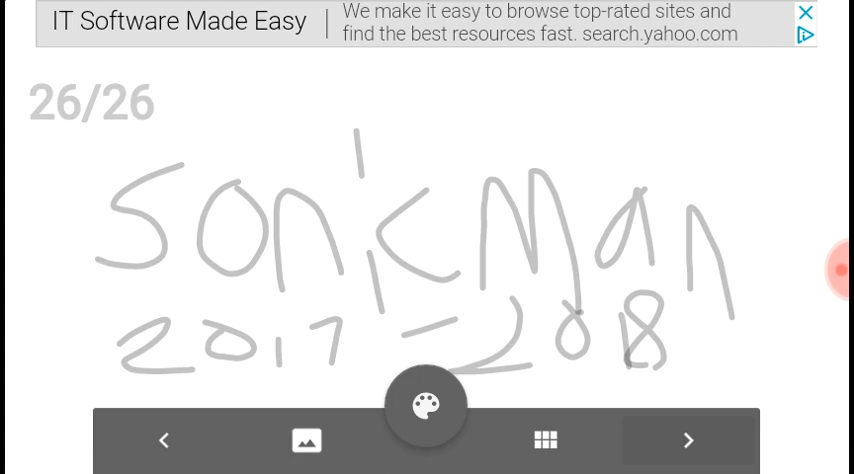 IT Software Made Easy
We make it easy to browse top-rated sites and
find the best resources fast. search.yahoo.com
26/26
sonicMan
2017-2018